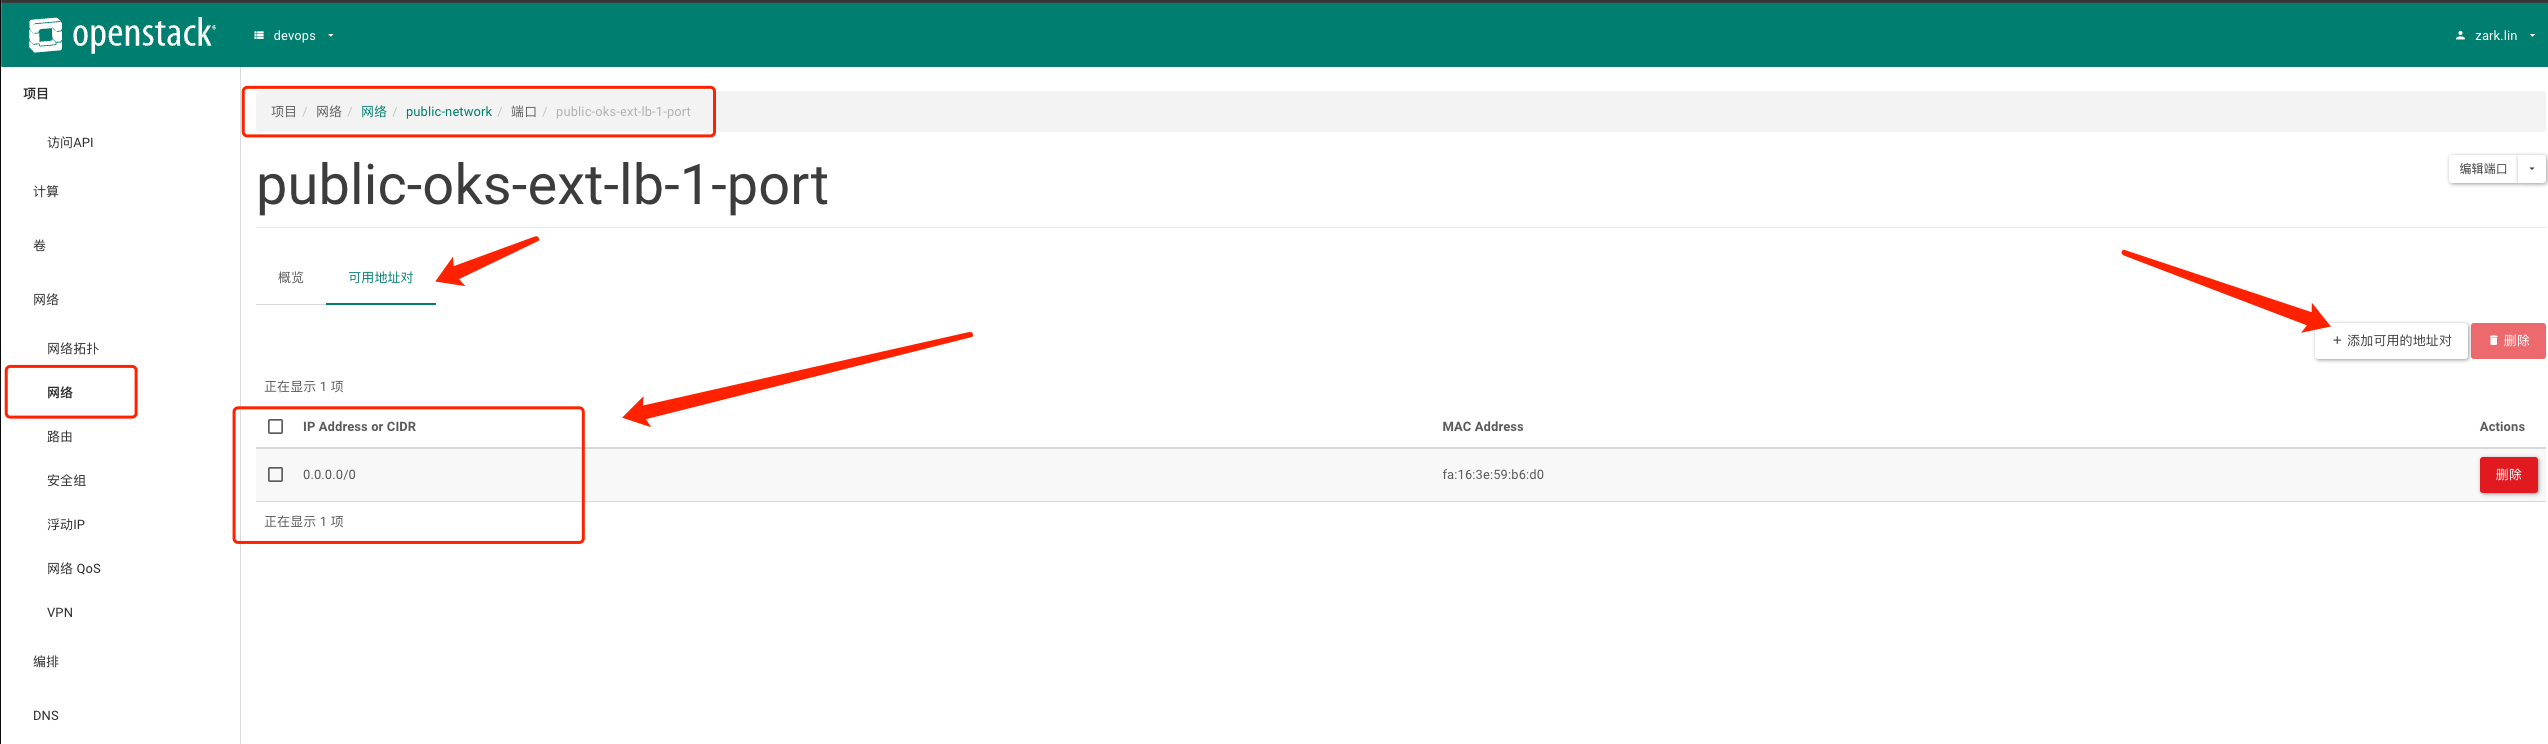 openstack
devops
zark.lin
项目
访问API
计算
卷
网络
网络拓扑
网络
路由
安全组
浮动IP
网络 QoS
VPN
编排
DNS
项目 / 网络 / 网络 / public-network / 端口 / public-oks-ext-lb-1-port
public-oks-ext-lb-1-port
编辑端口
概览 可用地址对
+ 添加可用的地址对 删除
正在显示 1 项
IP Address or CIDR MAC Address Actions
0.0.0.0/0 fa:16:3e:59:b6:d0 删除
正在显示 1 项